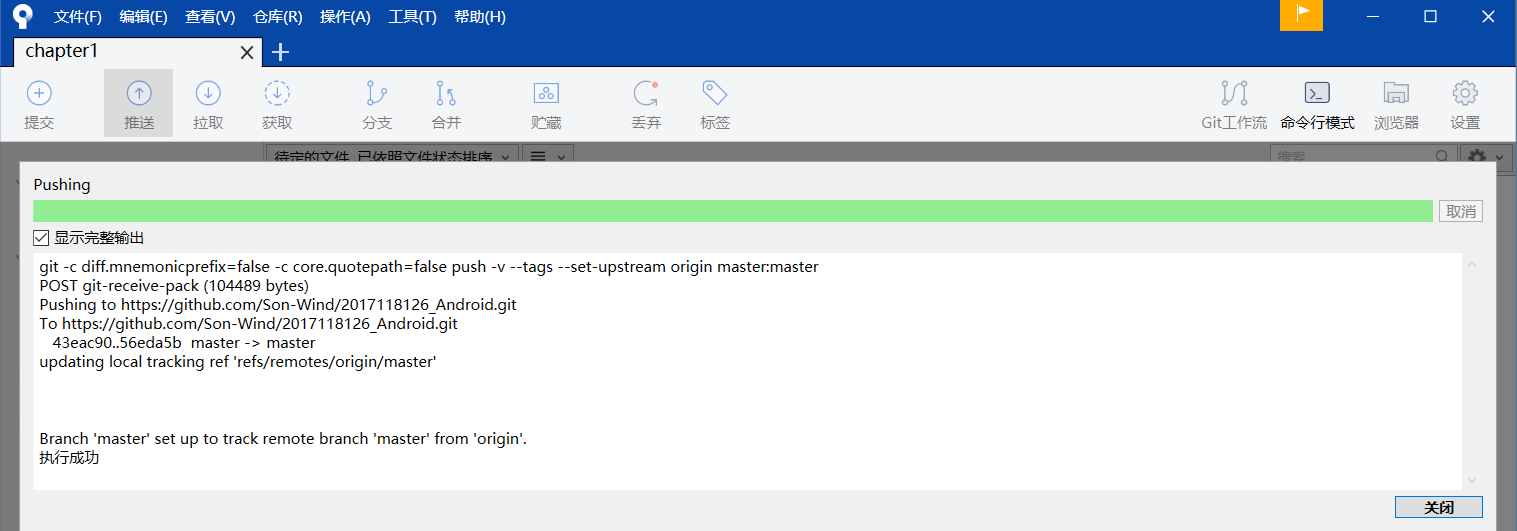 文件(F) 编辑(E) 查看(V) 仓库(R) 操作(A) 工具(T) 帮助(H)
chapter1
提交 推送 拉取 获取 分支 合并 贮藏 丢弃 标签 Git工作流 命令行模式 浏览器 设置
待定的文件, 已依照文件状态排序 搜索
Pushing
取消
显示完整输出
git -c diff.mnemonicprefix=false -c core.quotepath=false push -v --tags --set-upstream origin master:master
POST git-receive-pack (104489 bytes)
Pushing to https://github.com/Son-Wind/2017118126_Android.git
To https://github.com/Son-Wind/2017118126_Android.git
43eac90..56eda5b  master -> master
updating local tracking ref 'refs/remotes/origin/master'
Branch 'master' set up to track remote branch 'master' from 'origin'.
执行成功
关闭